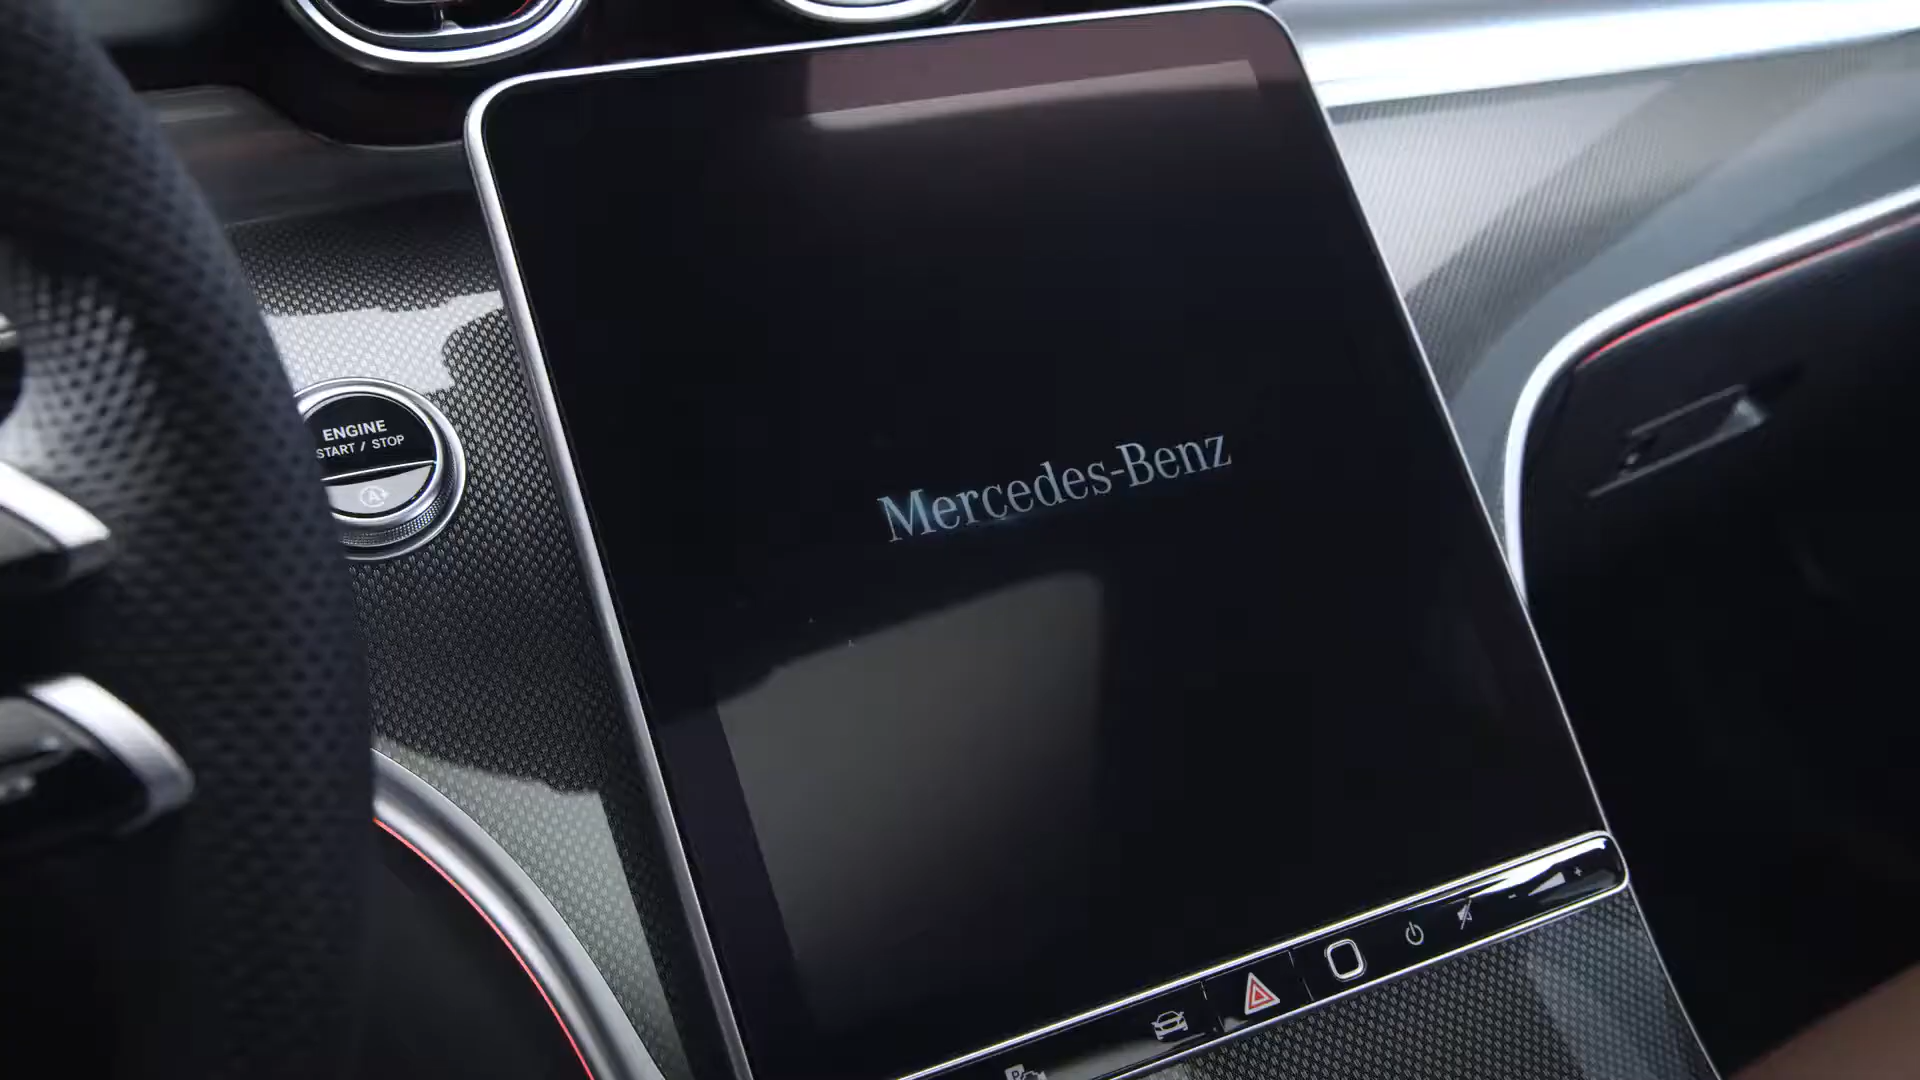 ENGINE
START / STOP
A
Mercedes-Benz
- +
P